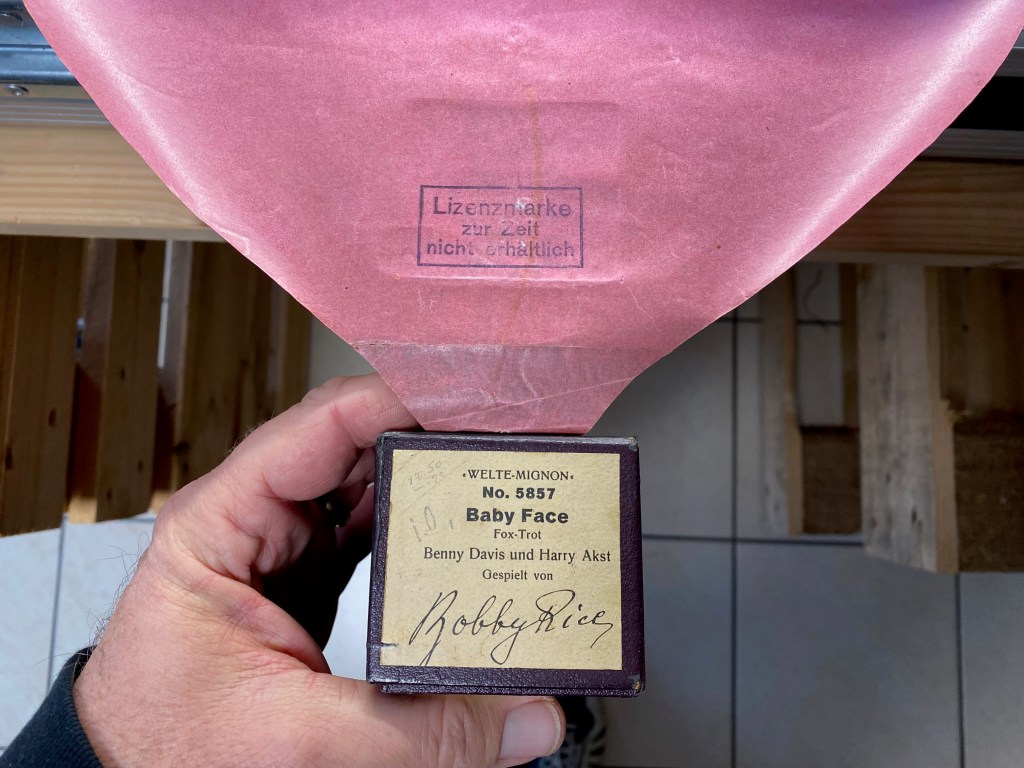 Lizenzmarke
zur Zeit
nicht erhältlich
·WELTE-MIGNON·
No. 5857
Baby Face
Fox-Trot
Benny Davis und Harry Akst
Gespielt von
Bobby Rice